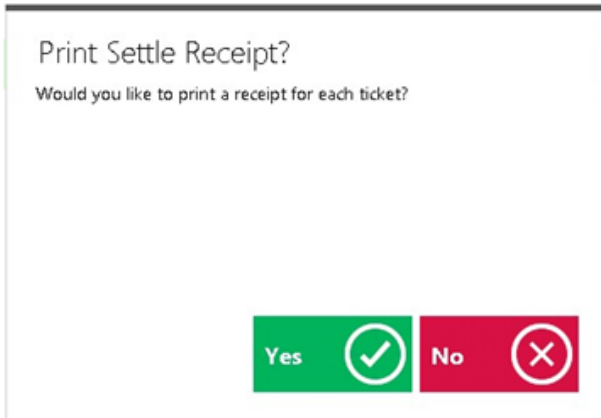 Print Settle Receipt?
Would you like to print a receipt for each ticket?
Yes No